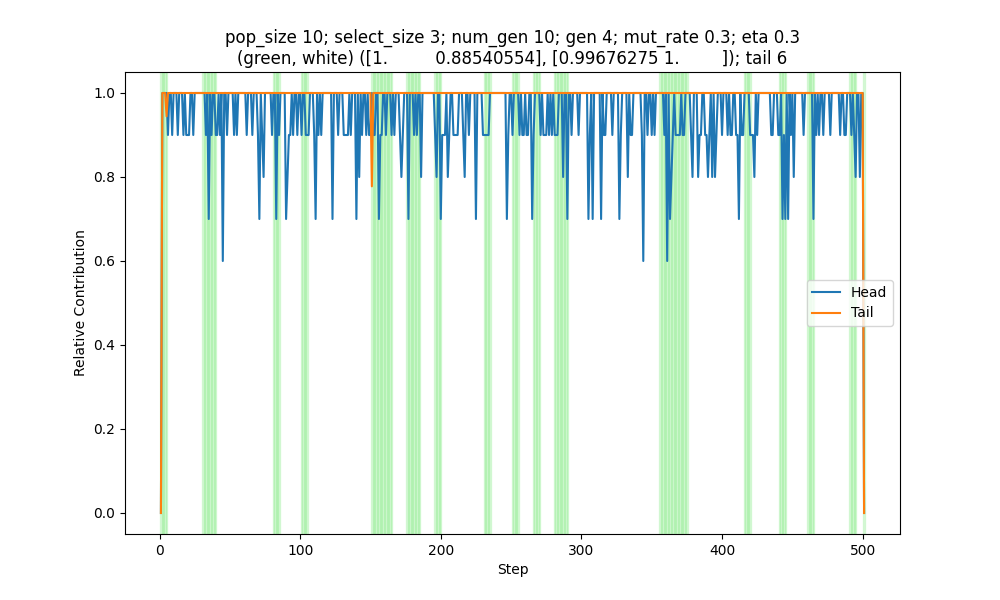 pop_size 10; select_size 3; num_gen 10; gen 4; mut_rate 0.3; eta 0.3
(green, white) ([1.         0.88540554], [0.99676275 1.        ]); tail 6
1.0
0.8
0.6
0.4
0.2
0.0
Relative Contribution
Head
Tail
0
100
200
300
400
500
Step